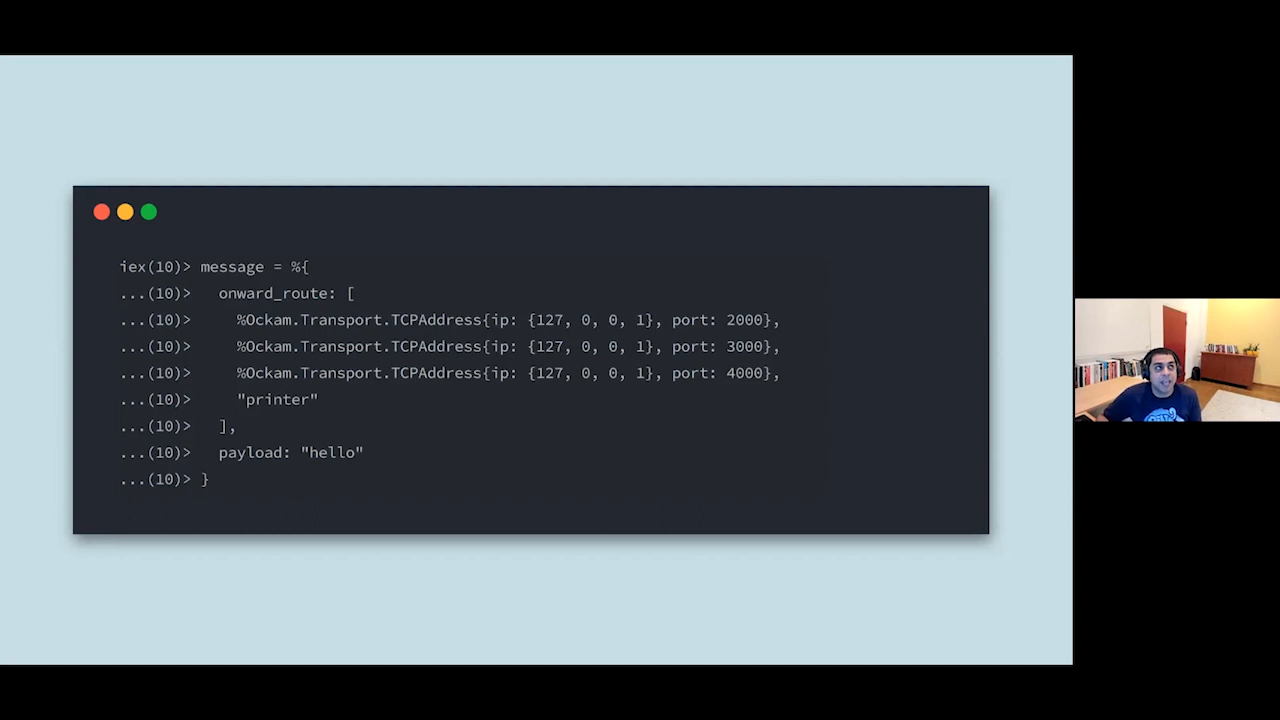 iex(10)> message = %{
...(10)>   onward_route: [
...(10)>     %Ockam.Transport.TCPAddress{ip: {127, 0, 0, 1}, port: 2000},
...(10)>     %Ockam.Transport.TCPAddress{ip: {127, 0, 0, 1}, port: 3000},
...(10)>     %Ockam.Transport.TCPAddress{ip: {127, 0, 0, 1}, port: 4000},
...(10)>     "printer"
...(10)>   ],
...(10)>   payload: "hello"
...(10)> }